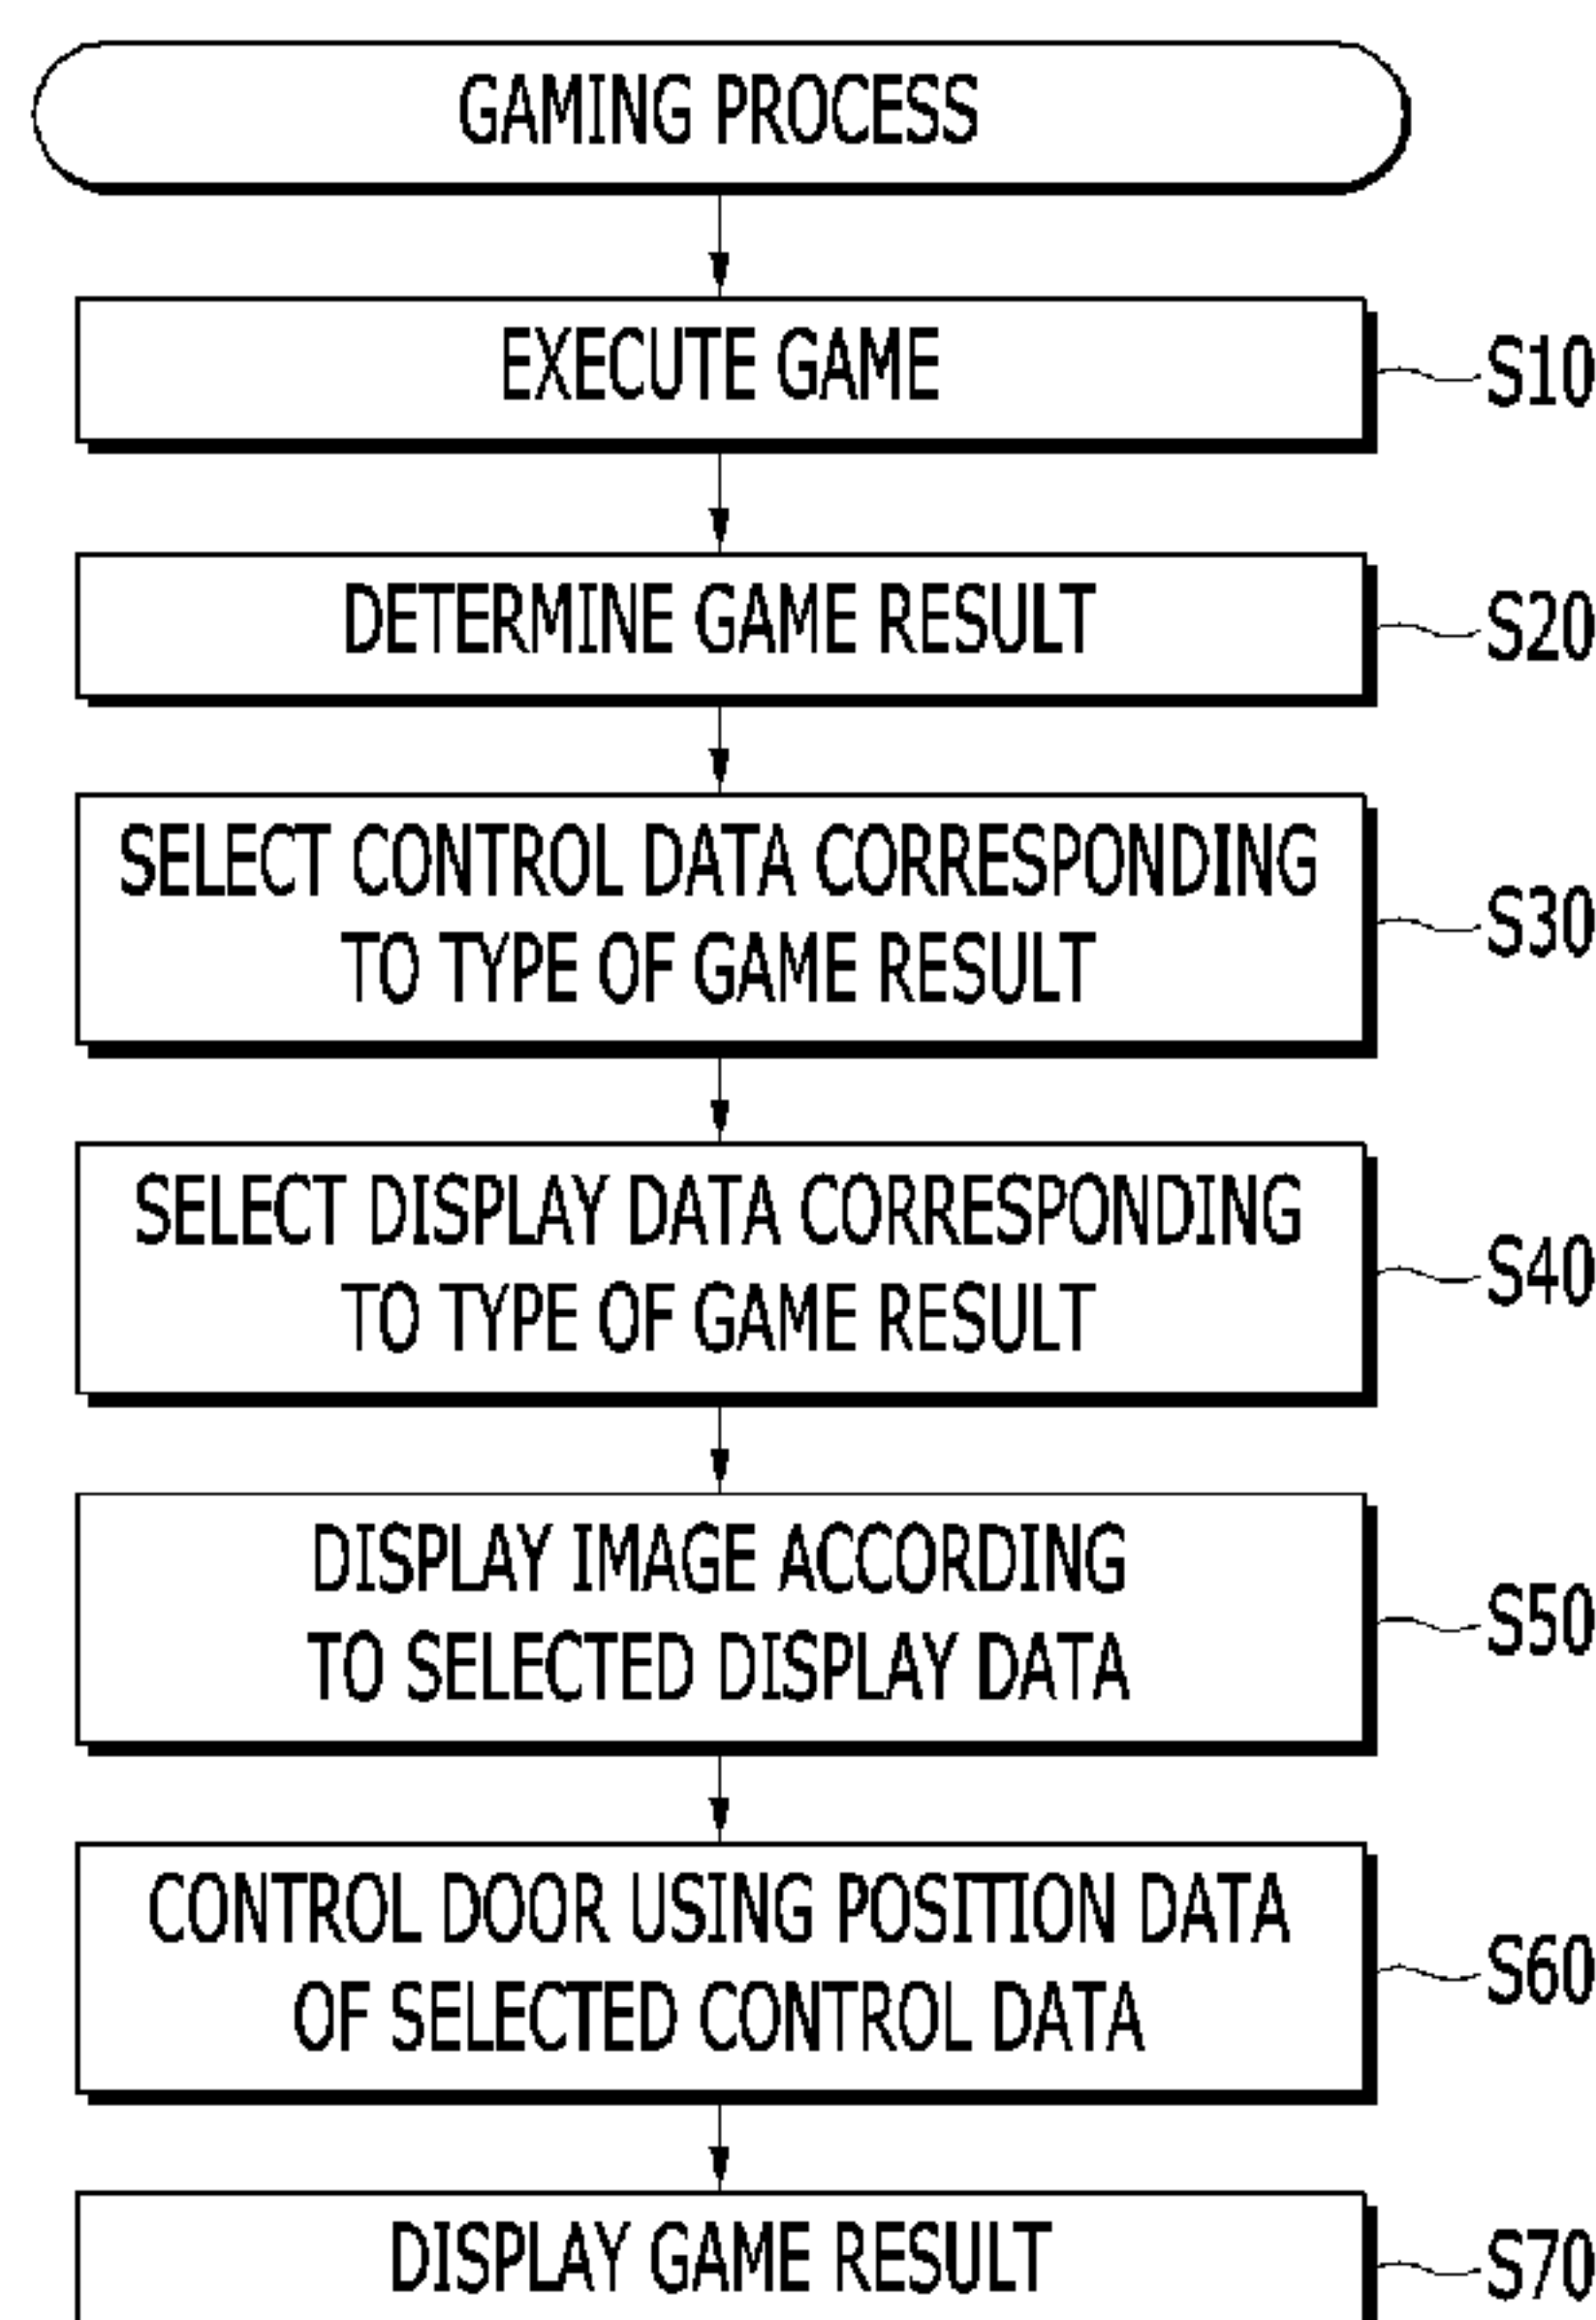 GAMING PROCESS
EXECUTE GAME
S10
DETERMINE GAME RESULT
S20
SELECT CONTROL DATA CORRESPONDING
TO TYPE OF GAME RESULT
S30
SELECT DISPLAY DATA CORRESPONDING
TO TYPE OF GAME RESULT
S40
DISPLAY IMAGE ACCORDING
TO SELECTED DISPLAY DATA
S50
CONTROL DOOR USING POSITION DATA
OF SELECTED CONTROL DATA
S60
DISPLAY GAME RESULT
S70